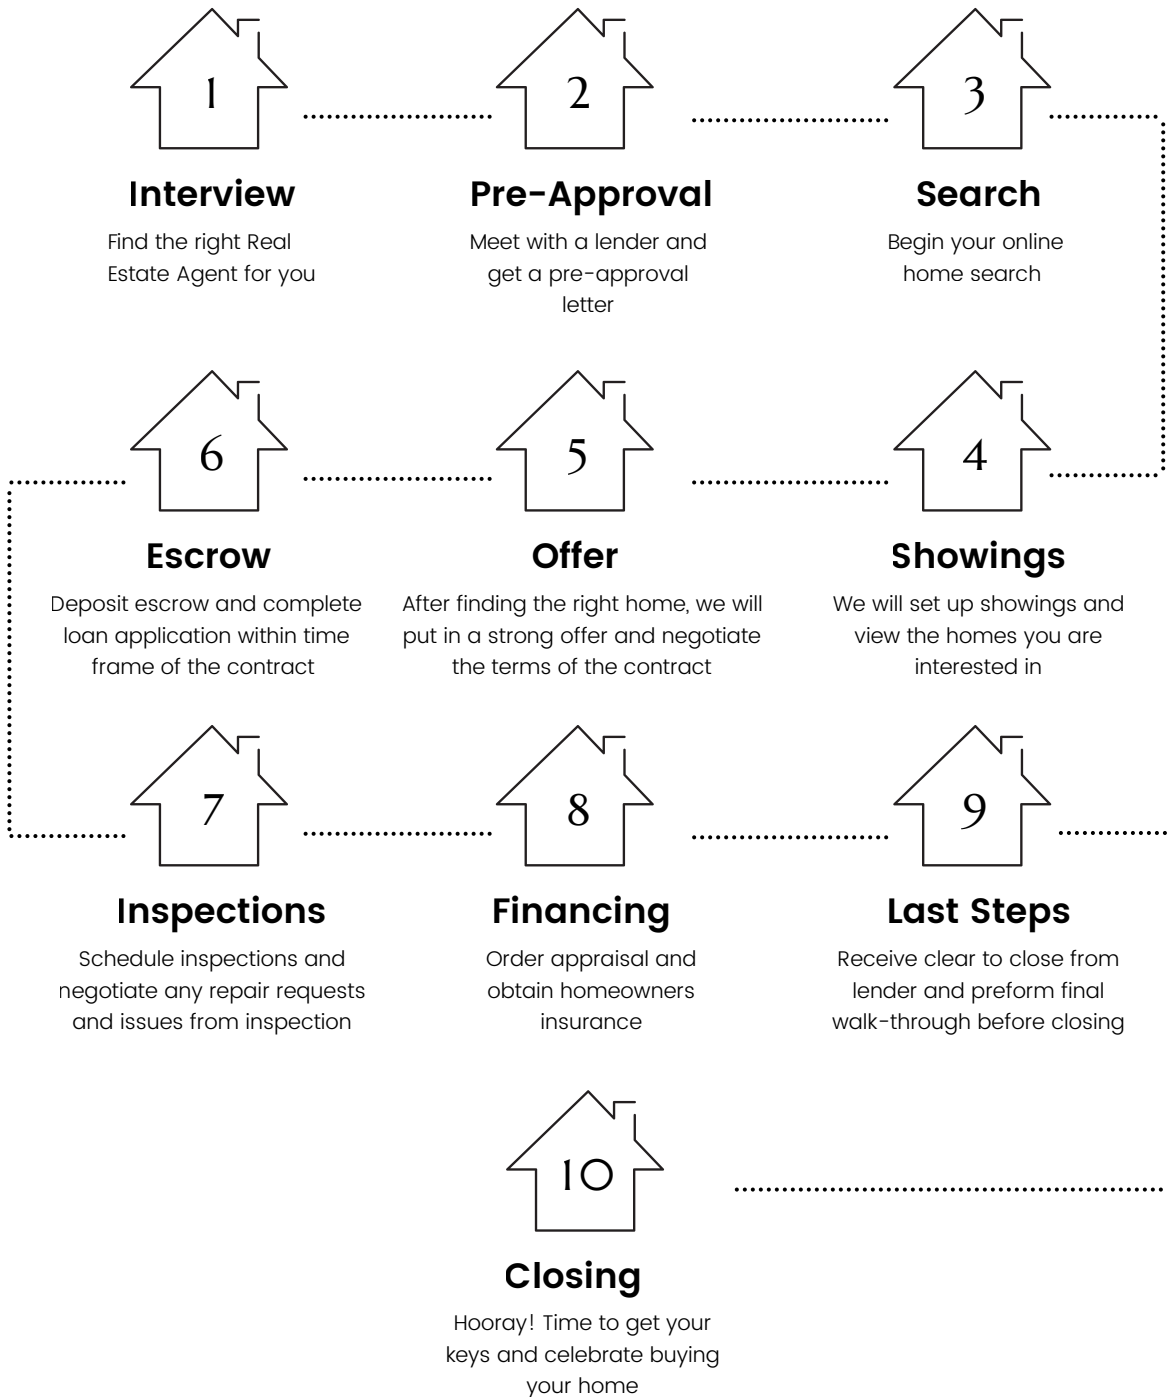 1
Interview
Find the right Real
Estate Agent for you
2
Pre-Approval
Meet with a lender and
get a pre-approval
letter
3
Search
Begin your online
home search
4
Showings
We will set up showings and
view the homes you are
interested in
5
Offer
After finding the right home, we will
put in a strong offer and negotiate
the terms of the contract
6
Escrow
Deposit escrow and complete
loan application within time
frame of the contract
7
Inspections
Schedule inspections and
negotiate any repair requests
and issues from inspection
8
Financing
Order appraisal and
obtain homeowners
insurance
9
Last Steps
Receive clear to close from
lender and preform final
walk-through before closing
10
Closing
Hooray! Time to get your
keys and celebrate buying
your home